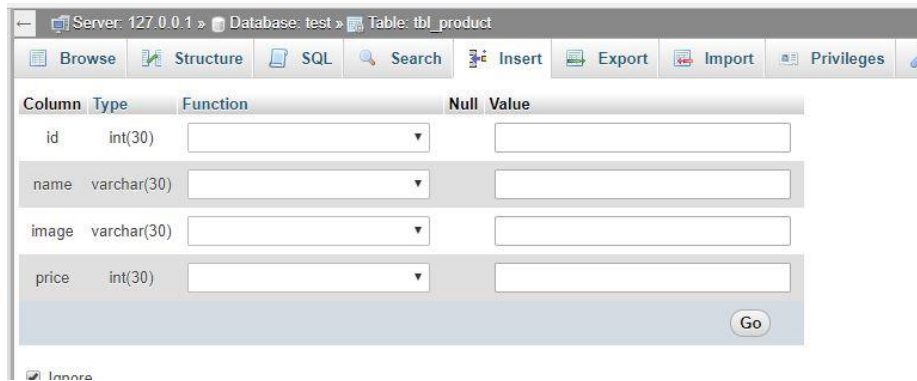 ← Server: 127.0.0.1 » Database: test » Table: tbl_product
Browse Structure SQL Search Insert Export Import Privileges
Column Type Function Null Value
id int(30)
name varchar(30)
image varchar(30)
price int(30)
Go
Ignore